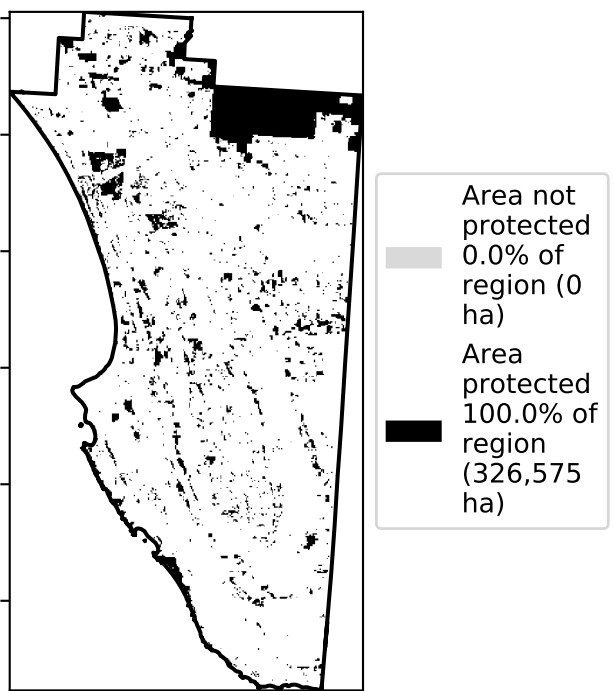 Area not
protected
0.0% of
region (0
ha)
Area
protected
100.0% of
region
(326,575
ha)